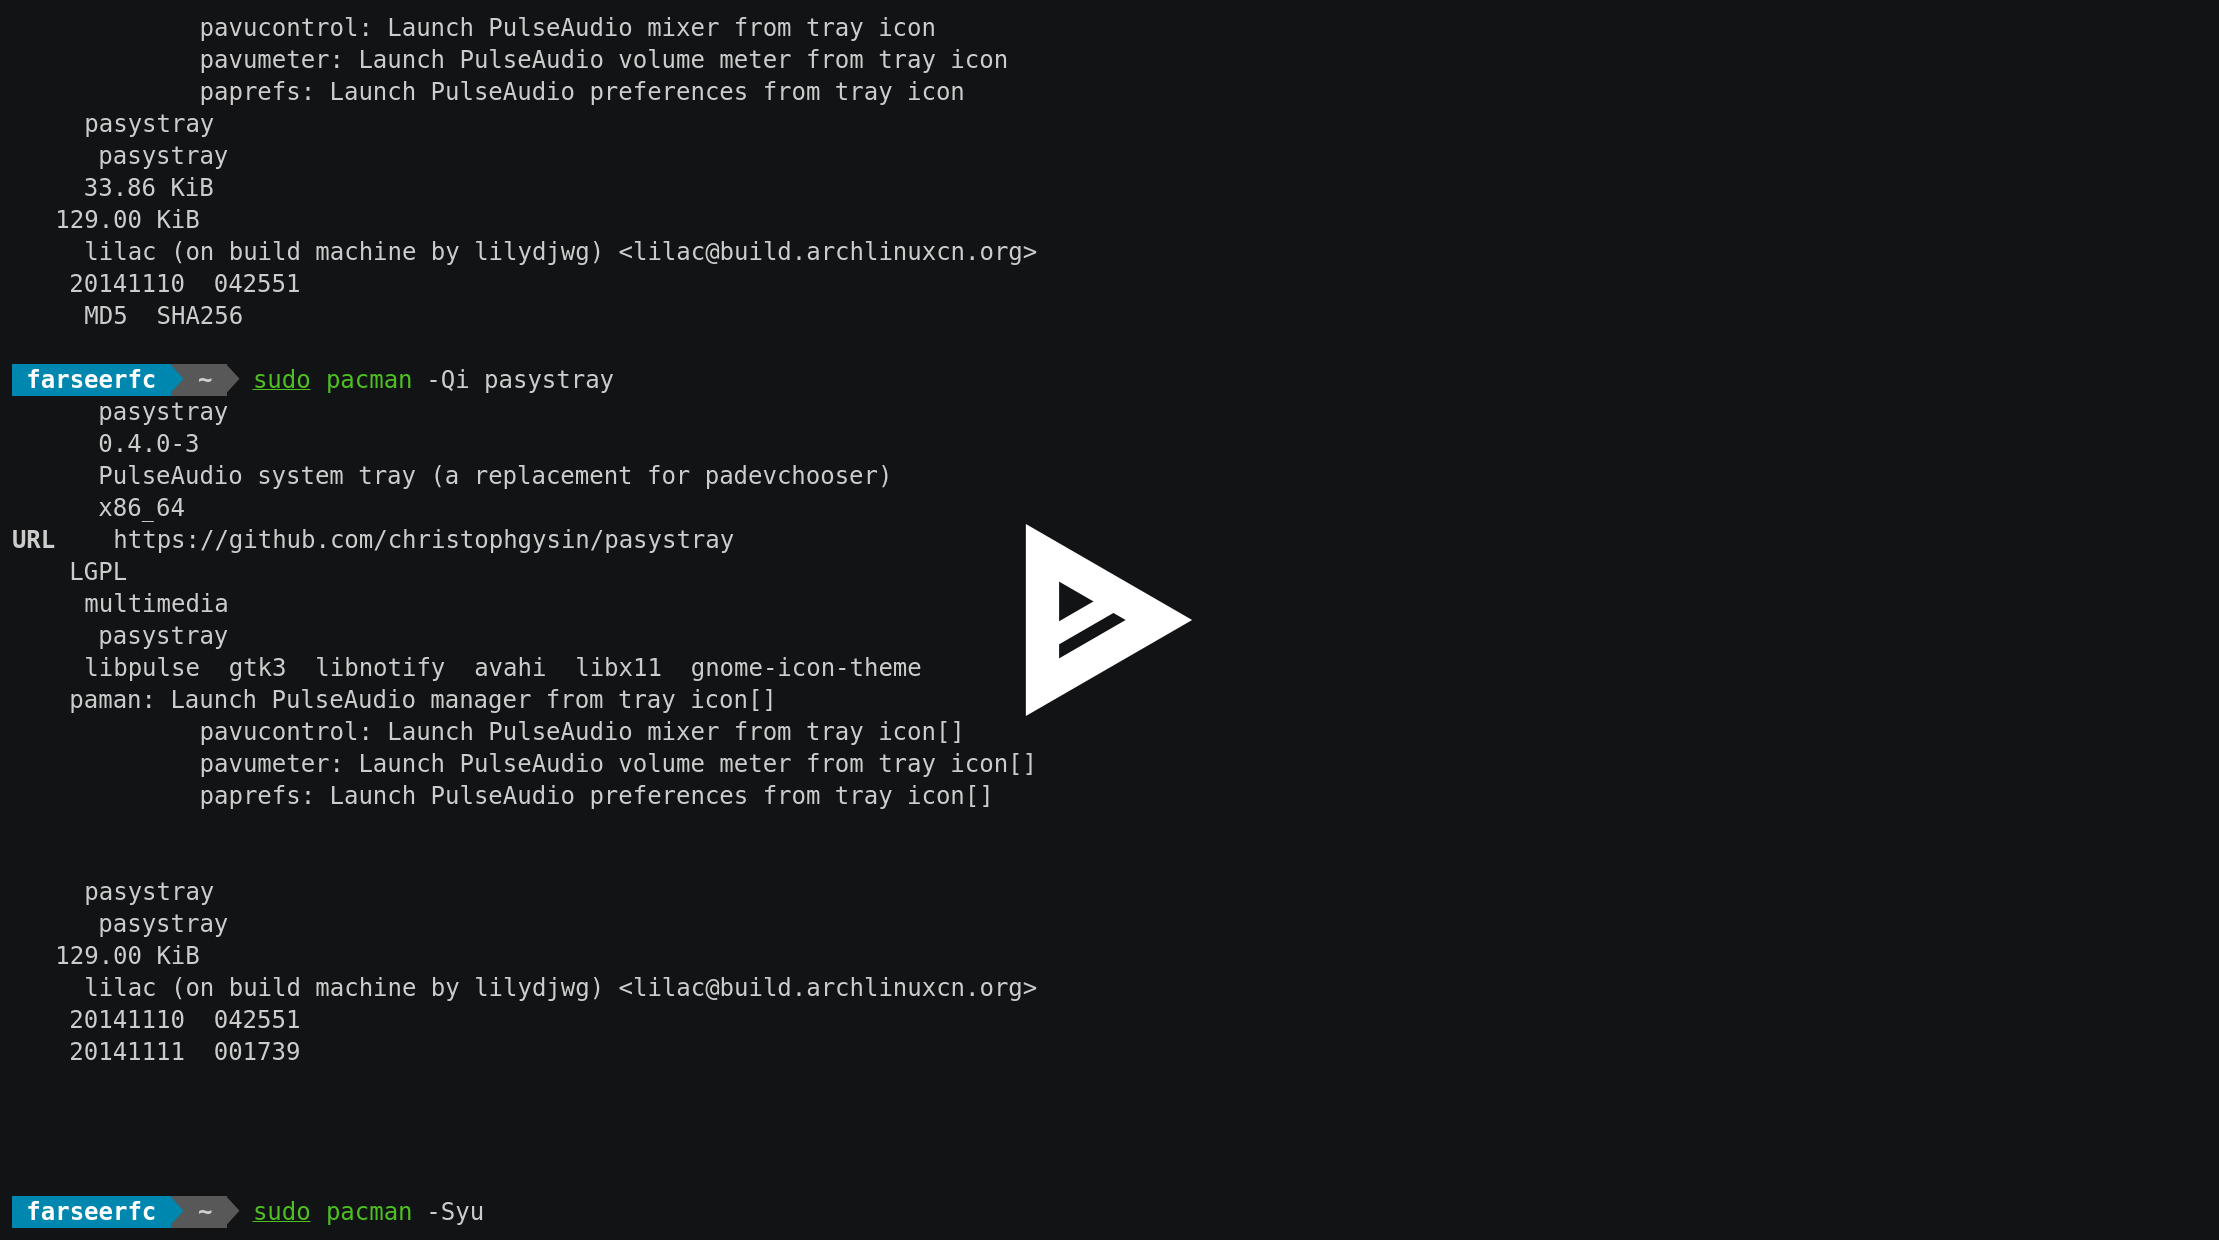 pavucontrol: Launch PulseAudio mixer from tray icon
pavumeter: Launch PulseAudio volume meter from tray icon
paprefs: Launch PulseAudio preferences from tray icon
pasystray
pasystray
33.86 KiB
129.00 KiB
lilac (on build machine by lilydjwg) <lilac@build.archlinuxcn.org>
20141110  042551
MD5  SHA256
farseerfc ~ sudo pacman -Qi pasystray
pasystray
0.4.0-3
PulseAudio system tray (a replacement for padevchooser)
x86_64
URL    https://github.com/christophgysin/pasystray
LGPL
multimedia
pasystray
libpulse  gtk3  libnotify  avahi  libx11  gnome-icon-theme
paman: Launch PulseAudio manager from tray icon[]
pavucontrol: Launch PulseAudio mixer from tray icon[]
pavumeter: Launch PulseAudio volume meter from tray icon[]
paprefs: Launch PulseAudio preferences from tray icon[]
pasystray
pasystray
129.00 KiB
lilac (on build machine by lilydjwg) <lilac@build.archlinuxcn.org>
20141110  042551
20141111  001739
farseerfc ~ sudo pacman -Syu